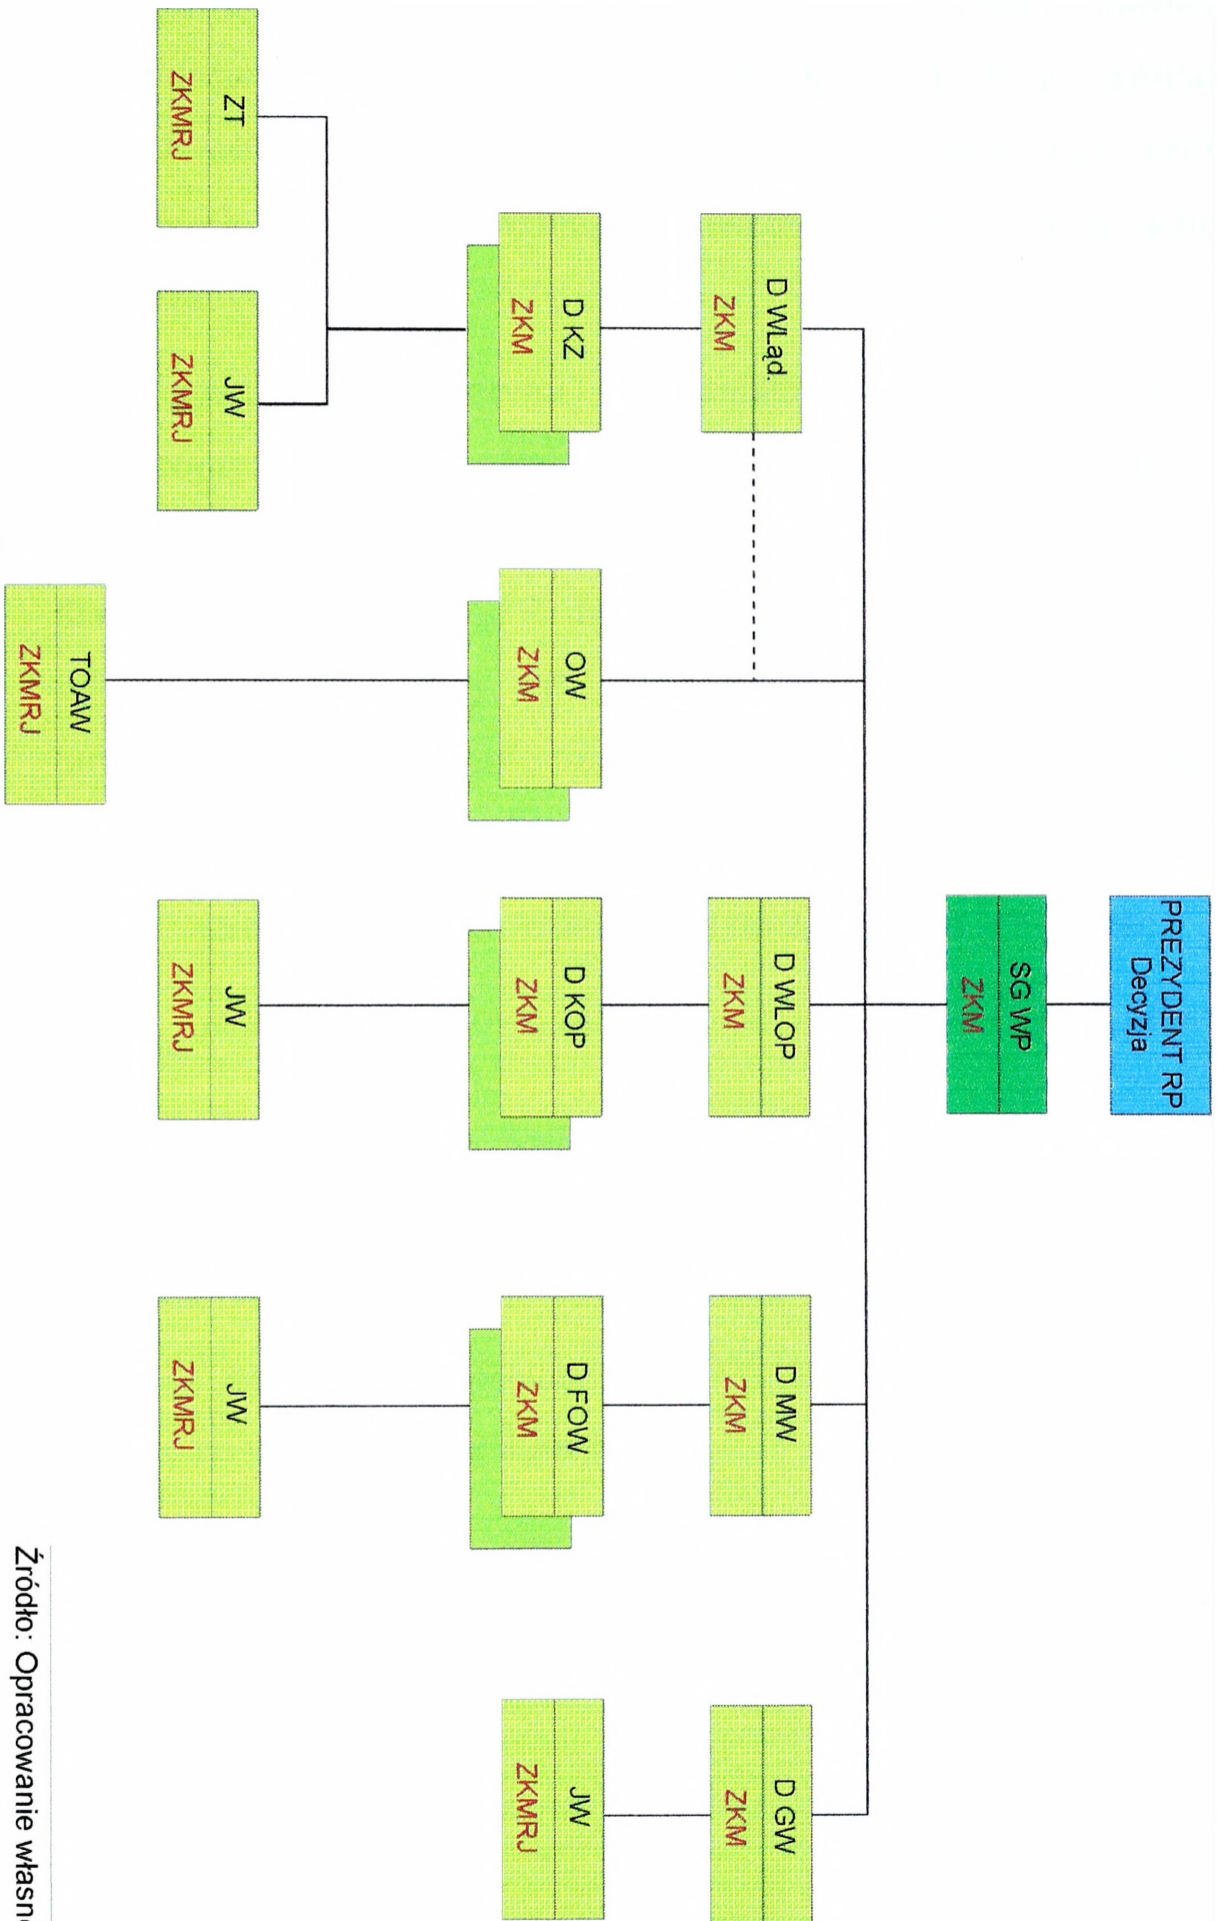 PREZYDENT RP
Decyzja
SG WP
ZKM
D WLąd.
ZKM
D WLOP
ZKM
D MW
ZKM
D GW
ZKM
D KZ
ZKM
OW
ZKM
D KOP
ZKM
D FOW
ZKM
JW
ZKMRJ
ZT
ZKMRJ
JW
ZKMRJ
JW
ZKMRJ
JW
ZKMRJ
TOAW
ZKMRJ
Źródło: Opracowanie własne